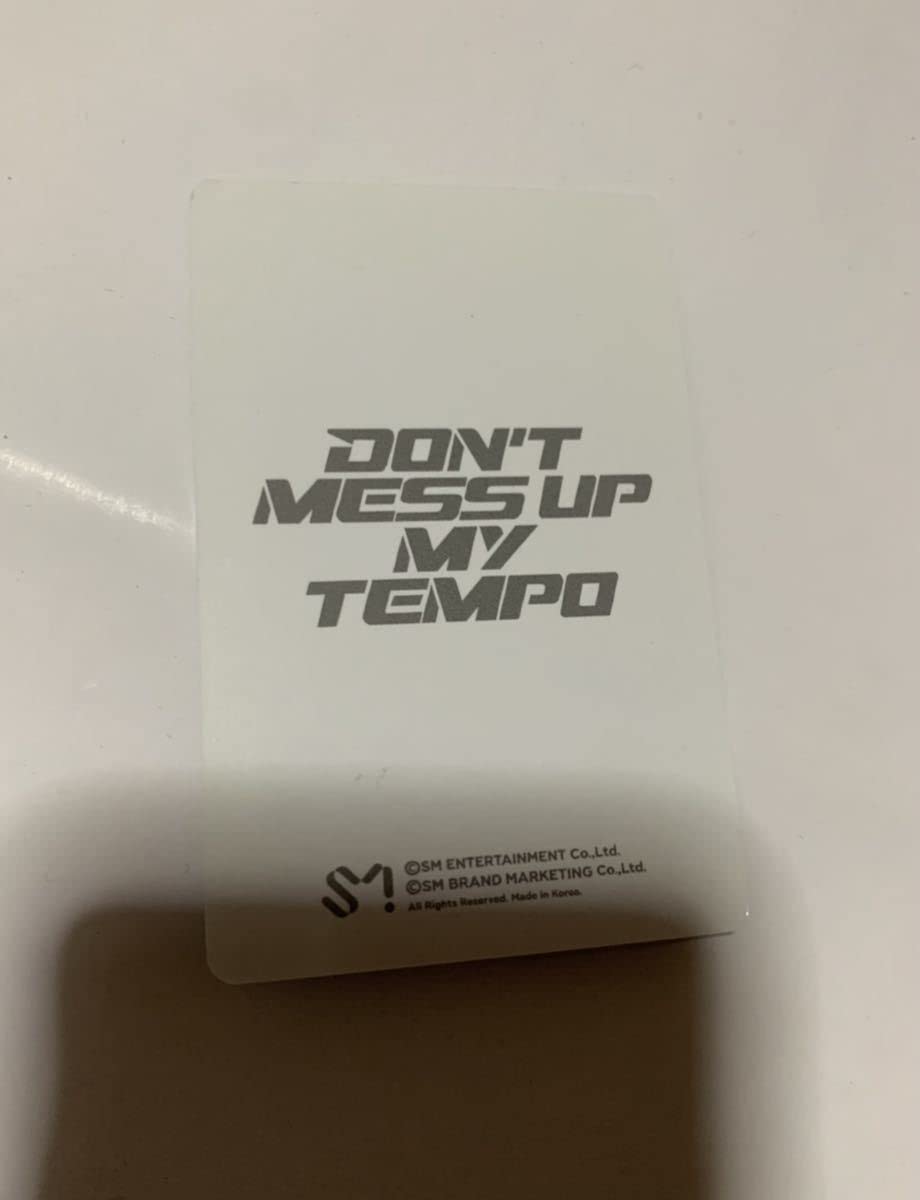 DON'T
MESS UP
MY
TEMPO
SM
©SM ENTERTAINMENT Co.,Ltd.
©SM BRAND MARKETING Co.,Ltd.
All Rights Reserved. Made in Korea.